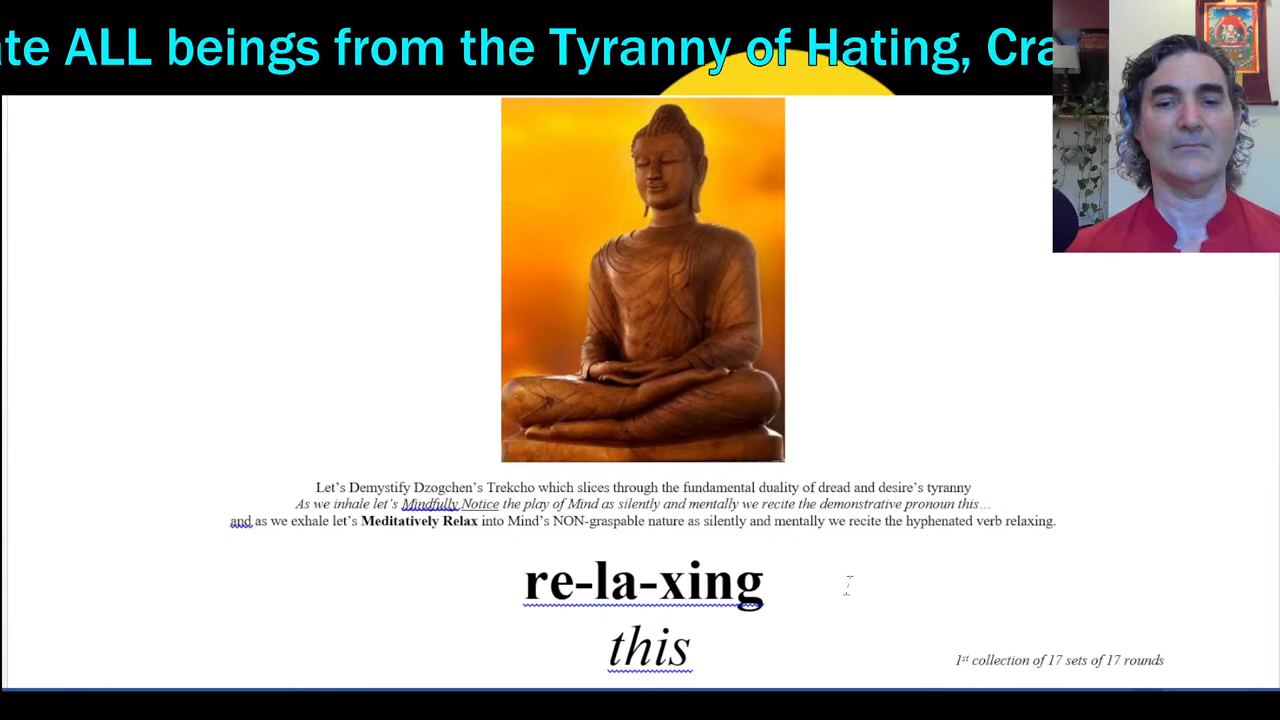 te ALL beings from the Tyranny of Hating, Cra
Let's Demystify Dzogchen's Trekcho which slices through the fundamental duality of dread and desire's tyranny
As we inhale let's Mindfully Notice the play of Mind as silently and mentally we recite the demonstrative pronoun this…
and as we exhale let's Meditatively Relax into Mind's NON-graspable nature as silently and mentally we recite the hyphenated verb relaxing.
re-la-xing
this
1st collection of 17 sets of 17 rounds